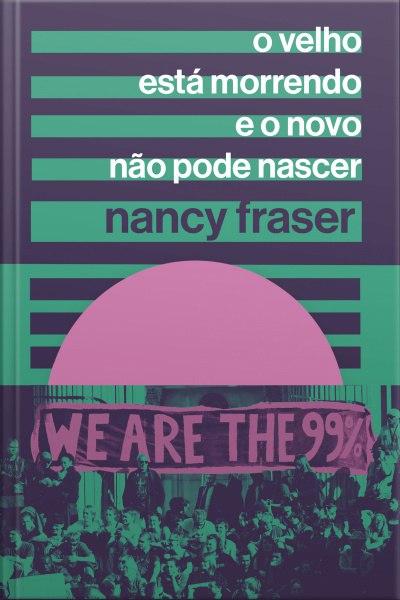 o velho
está morrendo
e o novo
não pode nascer
nancy fraser
WE ARE THE 99%